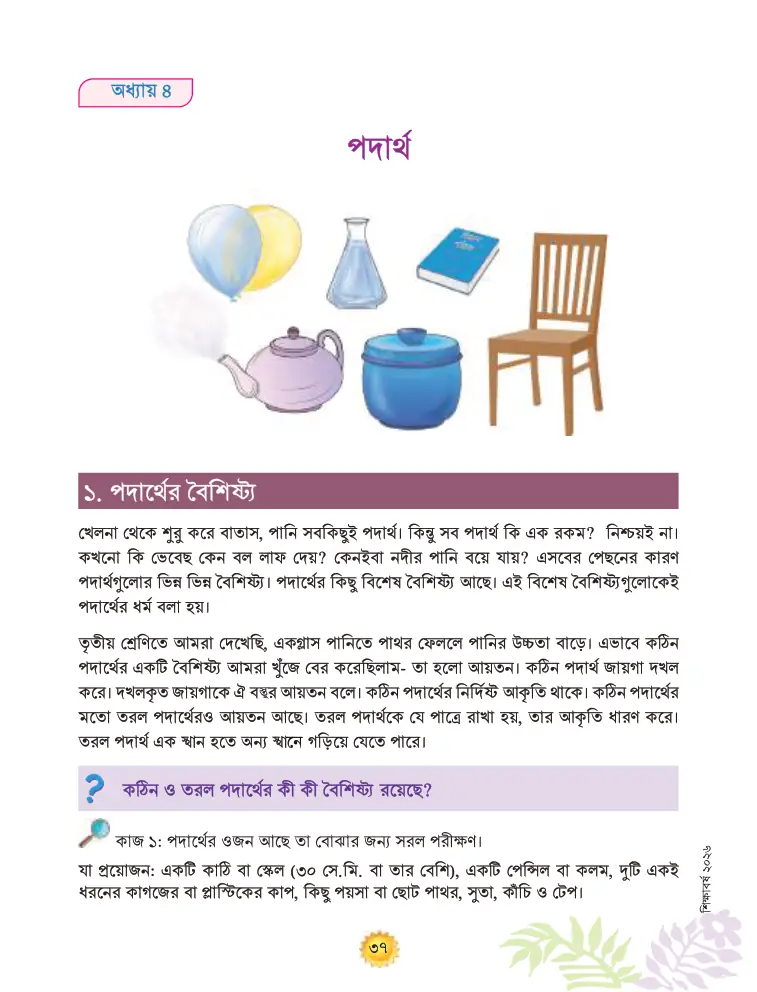 অধ্যায় ৪
পদার্থ
১. পদার্থের বৈশিষ্ট্য
খেলনা থেকে শুরু করে বাতাস, পানি সবকিছুই পদার্থ। কিন্তু সব পদার্থ কি এক রকম? নিশ্চয়ই না।
কখনো কি ভেবেছ কেন বল লাফ দেয়? কেনইবা নদীর পানি বয়ে যায়? এসবের পেছনের কারণ
পদার্থগুলোর ভিন্ন ভিন্ন বৈশিষ্ট্য। পদার্থের কিছু বিশেষ বৈশিষ্ট্য আছে। এই বিশেষ বৈশিষ্ট্যগুলোকেই
পদার্থের ধর্ম বলা হয়।
তৃতীয় শ্রেণিতে আমরা দেখেছি, একগ্লাস পানিতে পাথর ফেললে পানির উচ্চতা বাড়ে। এভাবে কঠিন
পদার্থের একটি বৈশিষ্ট্য আমরা খুঁজে বের করেছিলাম- তা হলো আয়তন। কঠিন পদার্থ জায়গা দখল
করে। দখলকৃত জায়গাকে ঐ বস্তুর আয়তন বলে। কঠিন পদার্থের নির্দিষ্ট আকৃতি থাকে। কঠিন পদার্থের
মতো তরল পদার্থেরও আয়তন আছে। তরল পদার্থকে যে পাত্রে রাখা হয়, তার আকৃতি ধারণ করে।
তরল পদার্থ এক স্থান হতে অন্য স্থানে গড়িয়ে যেতে পারে।
? কঠিন ও তরল পদার্থের কী কী বৈশিষ্ট্য রয়েছে?
কাজ ১: পদার্থের ওজন আছে তা বোঝার জন্য সরল পরীক্ষণ।
যা প্রয়োজন: একটি কাঠি বা স্কেল (৩০ সে.মি. বা তার বেশি), একটি পেন্সিল বা কলম, দুটি একই
ধরনের কাগজের বা প্লাস্টিকের কাপ, কিছু পয়সা বা ছোট পাথর, সুতা, কাঁচি ও টেপ।
শিক্ষাবর্ষ ২০২৬
৩৭